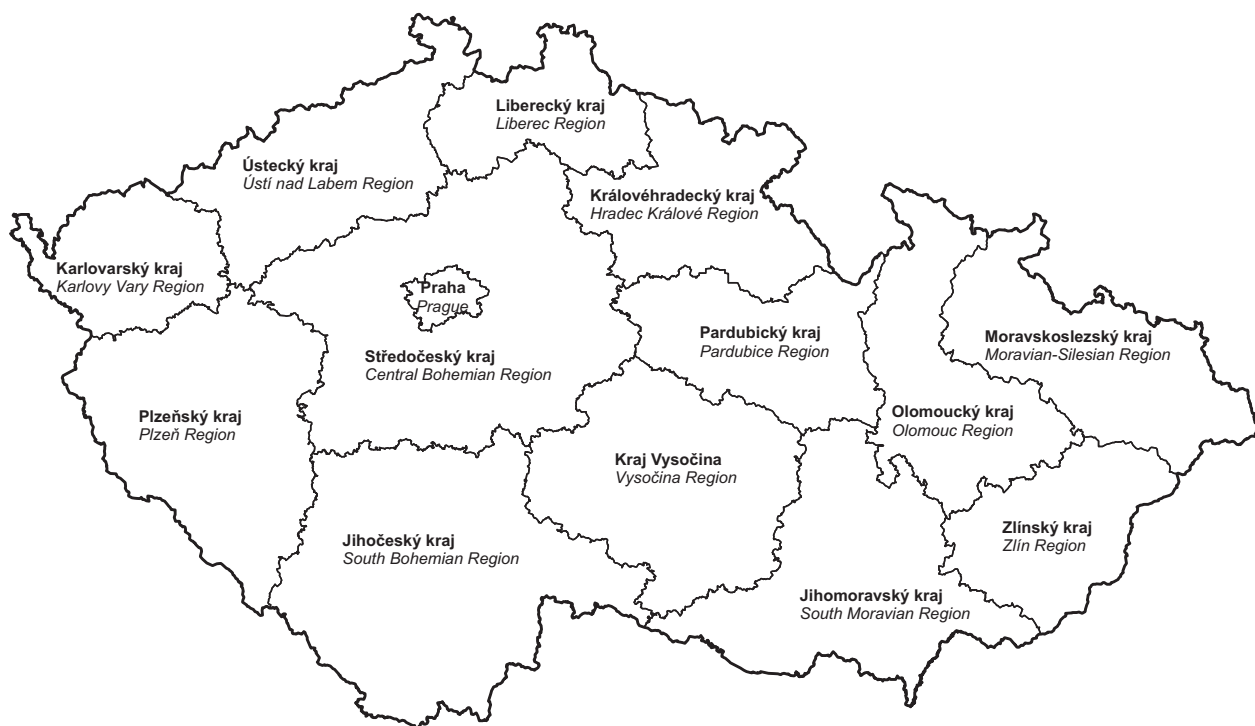 Liberecký kraj
Liberec Region
Ústecký kraj
Ústí nad Labem Region
Královéhradecký kraj
Hradec Králové Region
Karlovarský kraj
Karlovy Vary Region
Praha
Prague
Pardubický kraj
Pardubice Region
Moravskoslezský kraj
Moravian-Silesian Region
Středočeský kraj
Central Bohemian Region
Plzeňský kraj
Plzeň Region
Olomoucký kraj
Olomouc Region
Kraj Vysočina
Vysočina Region
Jihočeský kraj
South Bohemian Region
Zlínský kraj
Zlín Region
Jihomoravský kraj
South Moravian Region